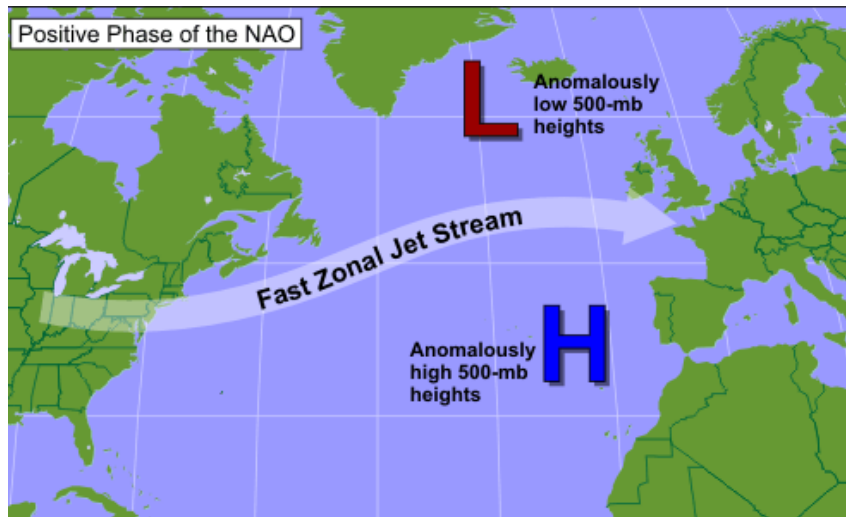 Positive Phase of the NAO
L
Anomalously
low 500-mb
heights
Fast Zonal Jet Stream
H
Anomalously
high 500-mb
heights